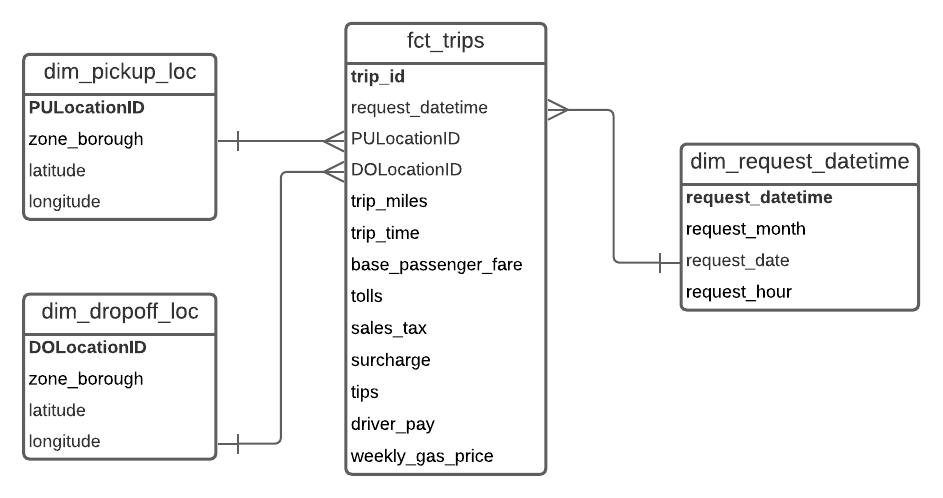 dim_pickup_loc
PULocationID
zone_borough
latitude
longitude
dim_dropoff_loc
DOLocationID
zone_borough
latitude
longitude
fct_trips
trip_id
request_datetime
PULocationID
DOLocationID
trip_miles
trip_time
base_passenger_fare
tolls
sales_tax
surcharge
tips
driver_pay
weekly_gas_price
dim_request_datetime
request_datetime
request_month
request_date
request_hour